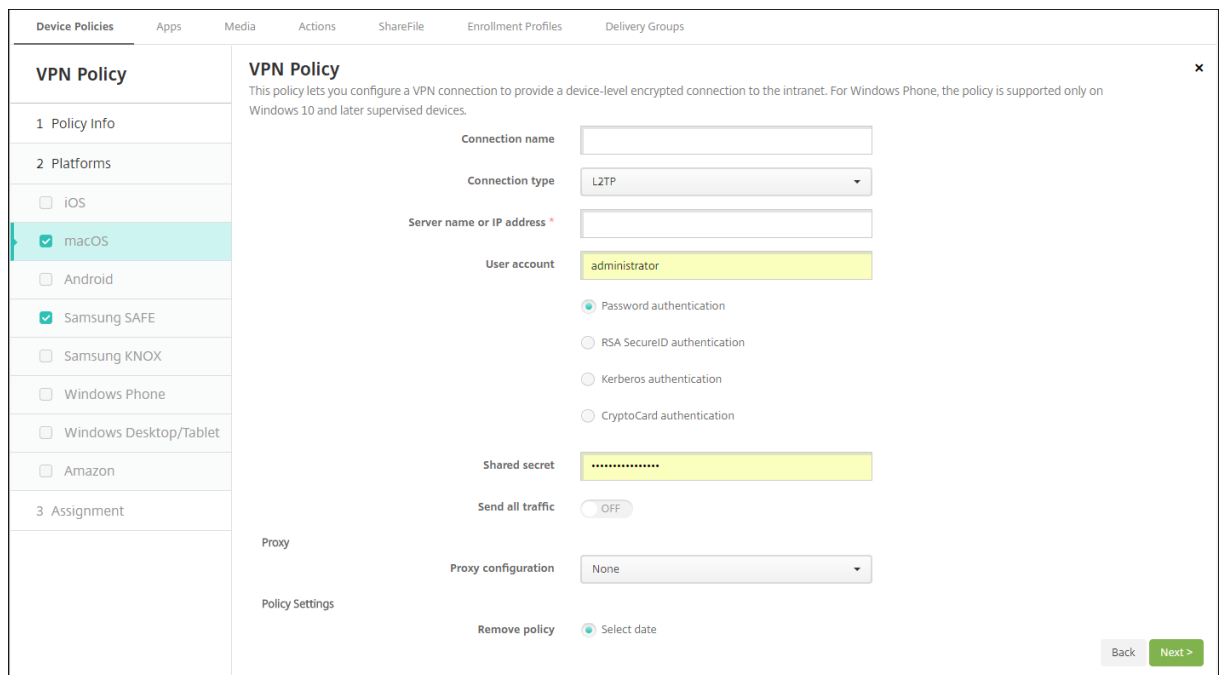 Device Policies Apps Media Actions ShareFile Enrollment Profiles Delivery Groups
VPN Policy
1 Policy Info
2 Platforms
iOS
macOS
Android
Samsung SAFE
Samsung KNOX
Windows Phone
Windows Desktop/Tablet
Amazon
3 Assignment
VPN Policy
This policy lets you configure a VPN connection to provide a device-level encrypted connection to the intranet. For Windows Phone, the policy is supported only on
Windows 10 and later supervised devices.
Connection name
Connection type L2TP
Server name or IP address *
User account administrator
Password authentication
RSA SecureID authentication
Kerberos authentication
CryptoCard authentication
Shared secret ••••••••••••••••
Send all traffic OFF
Proxy
Proxy configuration None
Policy Settings
Remove policy Select date
Back Next >